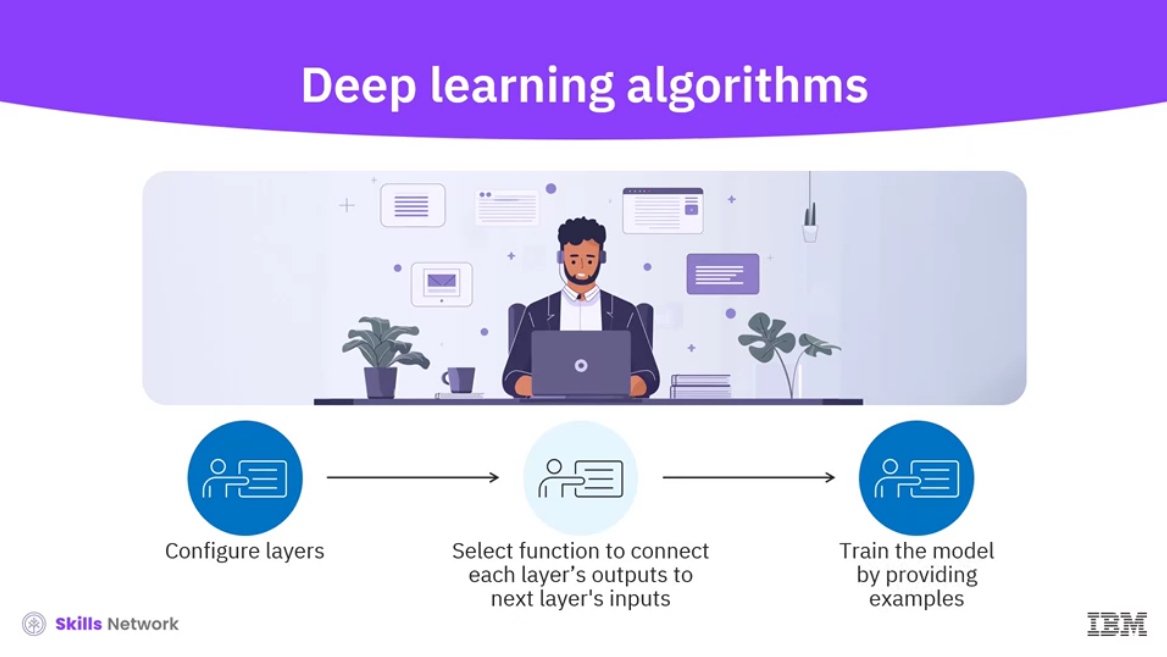 Deep learning algorithms
Configure layers
Select function to connect
each layer’s outputs to
next layer's inputs
Train the model
by providing
examples
Skills Network
IBM